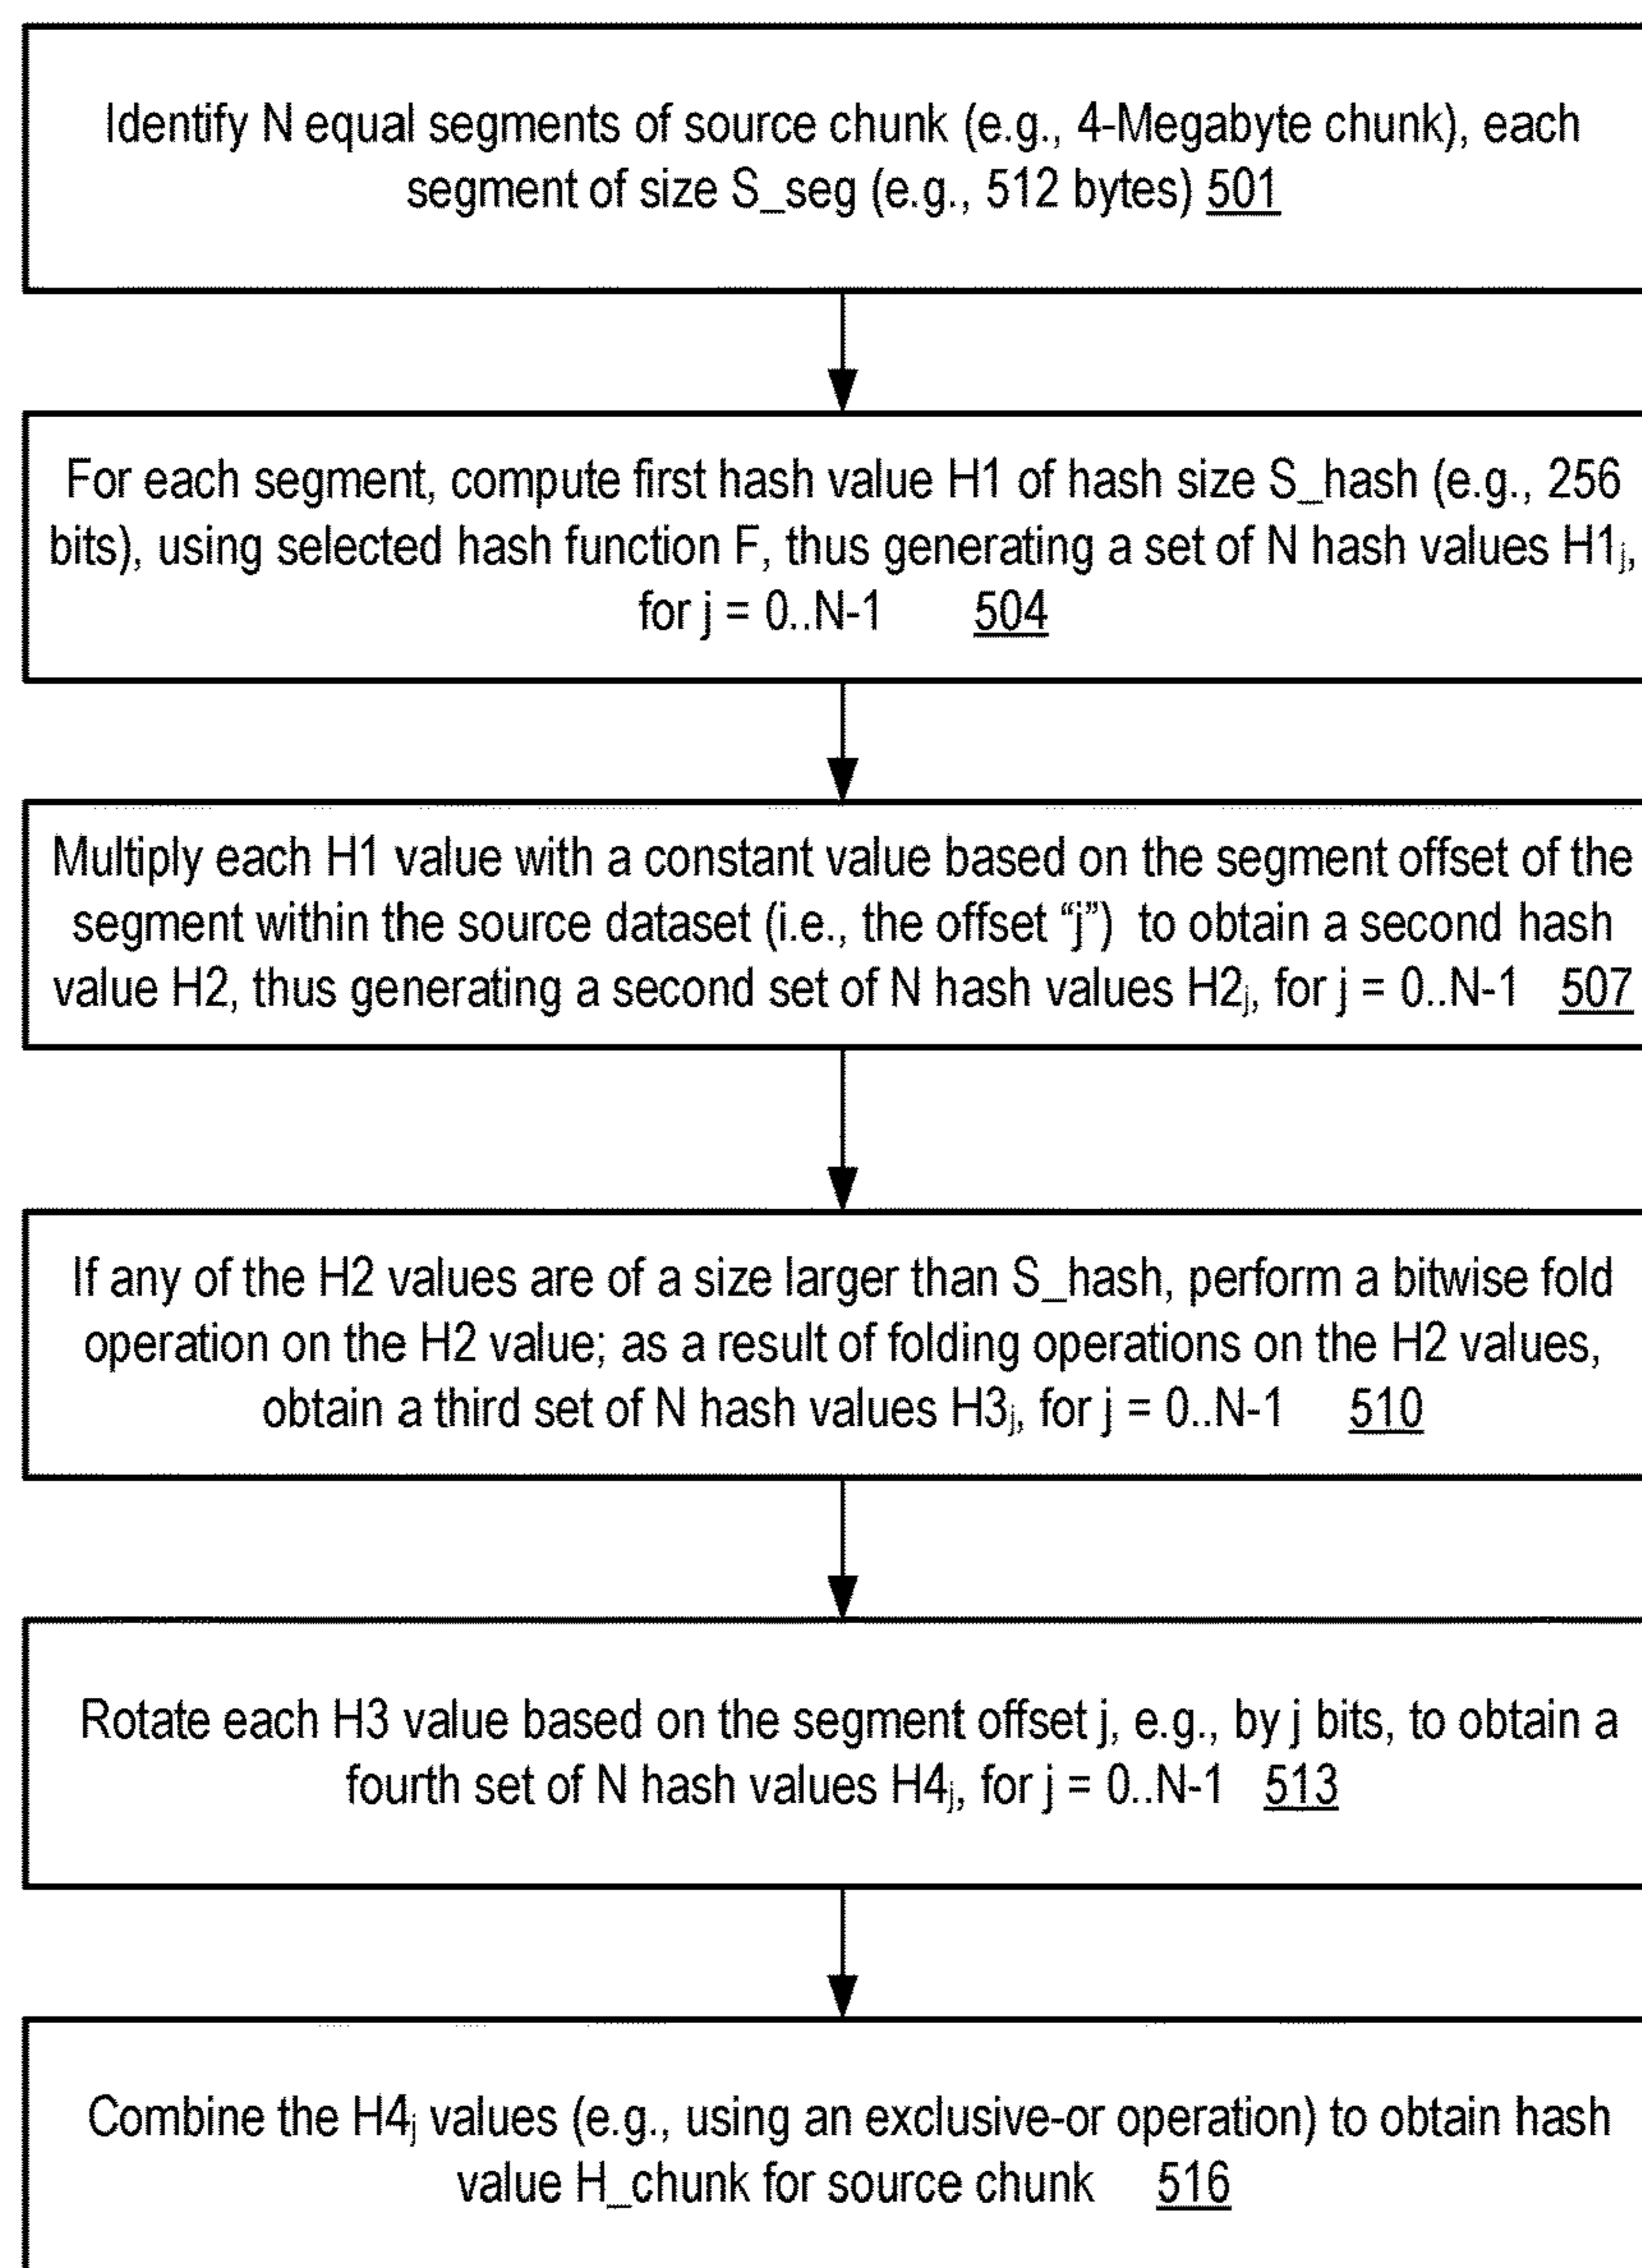 Identify N equal segments of source chunk (e.g., 4-Megabyte chunk), each
segment of size S_seg (e.g., 512 bytes) 501
For each segment, compute first hash value H1 of hash size S_hash (e.g., 256
bits), using selected hash function F, thus generating a set of N hash values H1j,
for j = 0..N-1 504
Multiply each H1 value with a constant value based on the segment offset of the
segment within the source dataset (i.e., the offset “j”) to obtain a second hash
value H2, thus generating a second set of N hash values H2j, for j = 0..N-1 507
If any of the H2 values are of a size larger than S_hash, perform a bitwise fold
operation on the H2 value; as a result of folding operations on the H2 values,
obtain a third set of N hash values H3j, for j = 0..N-1 510
Rotate each H3 value based on the segment offset j, e.g., by j bits, to obtain a
fourth set of N hash values H4j, for j = 0..N-1 513
Combine the H4j values (e.g., using an exclusive-or operation) to obtain hash
value H_chunk for source chunk 516